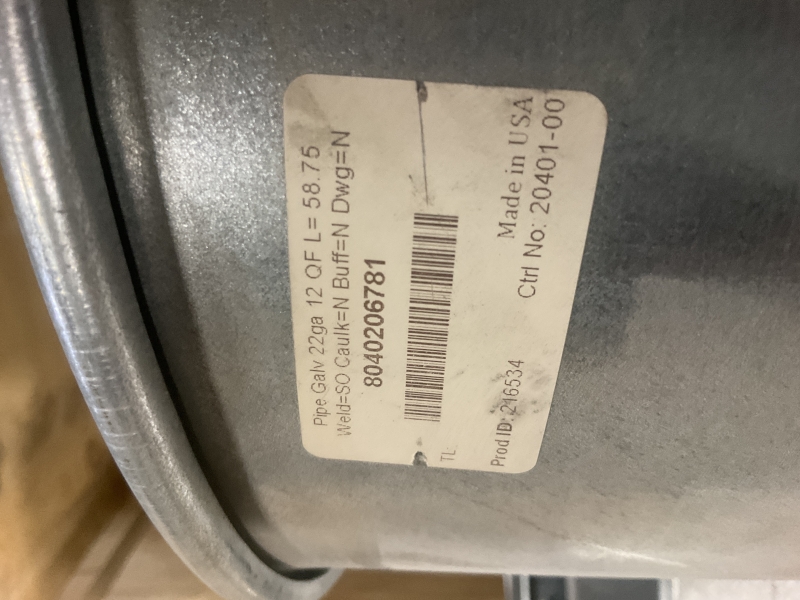 Pipe Galv 22ga 12 QF L= 58.75
Weld=SO Caulk=N Buff=N Dwg=N
8040206781
TL
Made in USA
Prod ID: 216534
Ctrl No: 20401-00